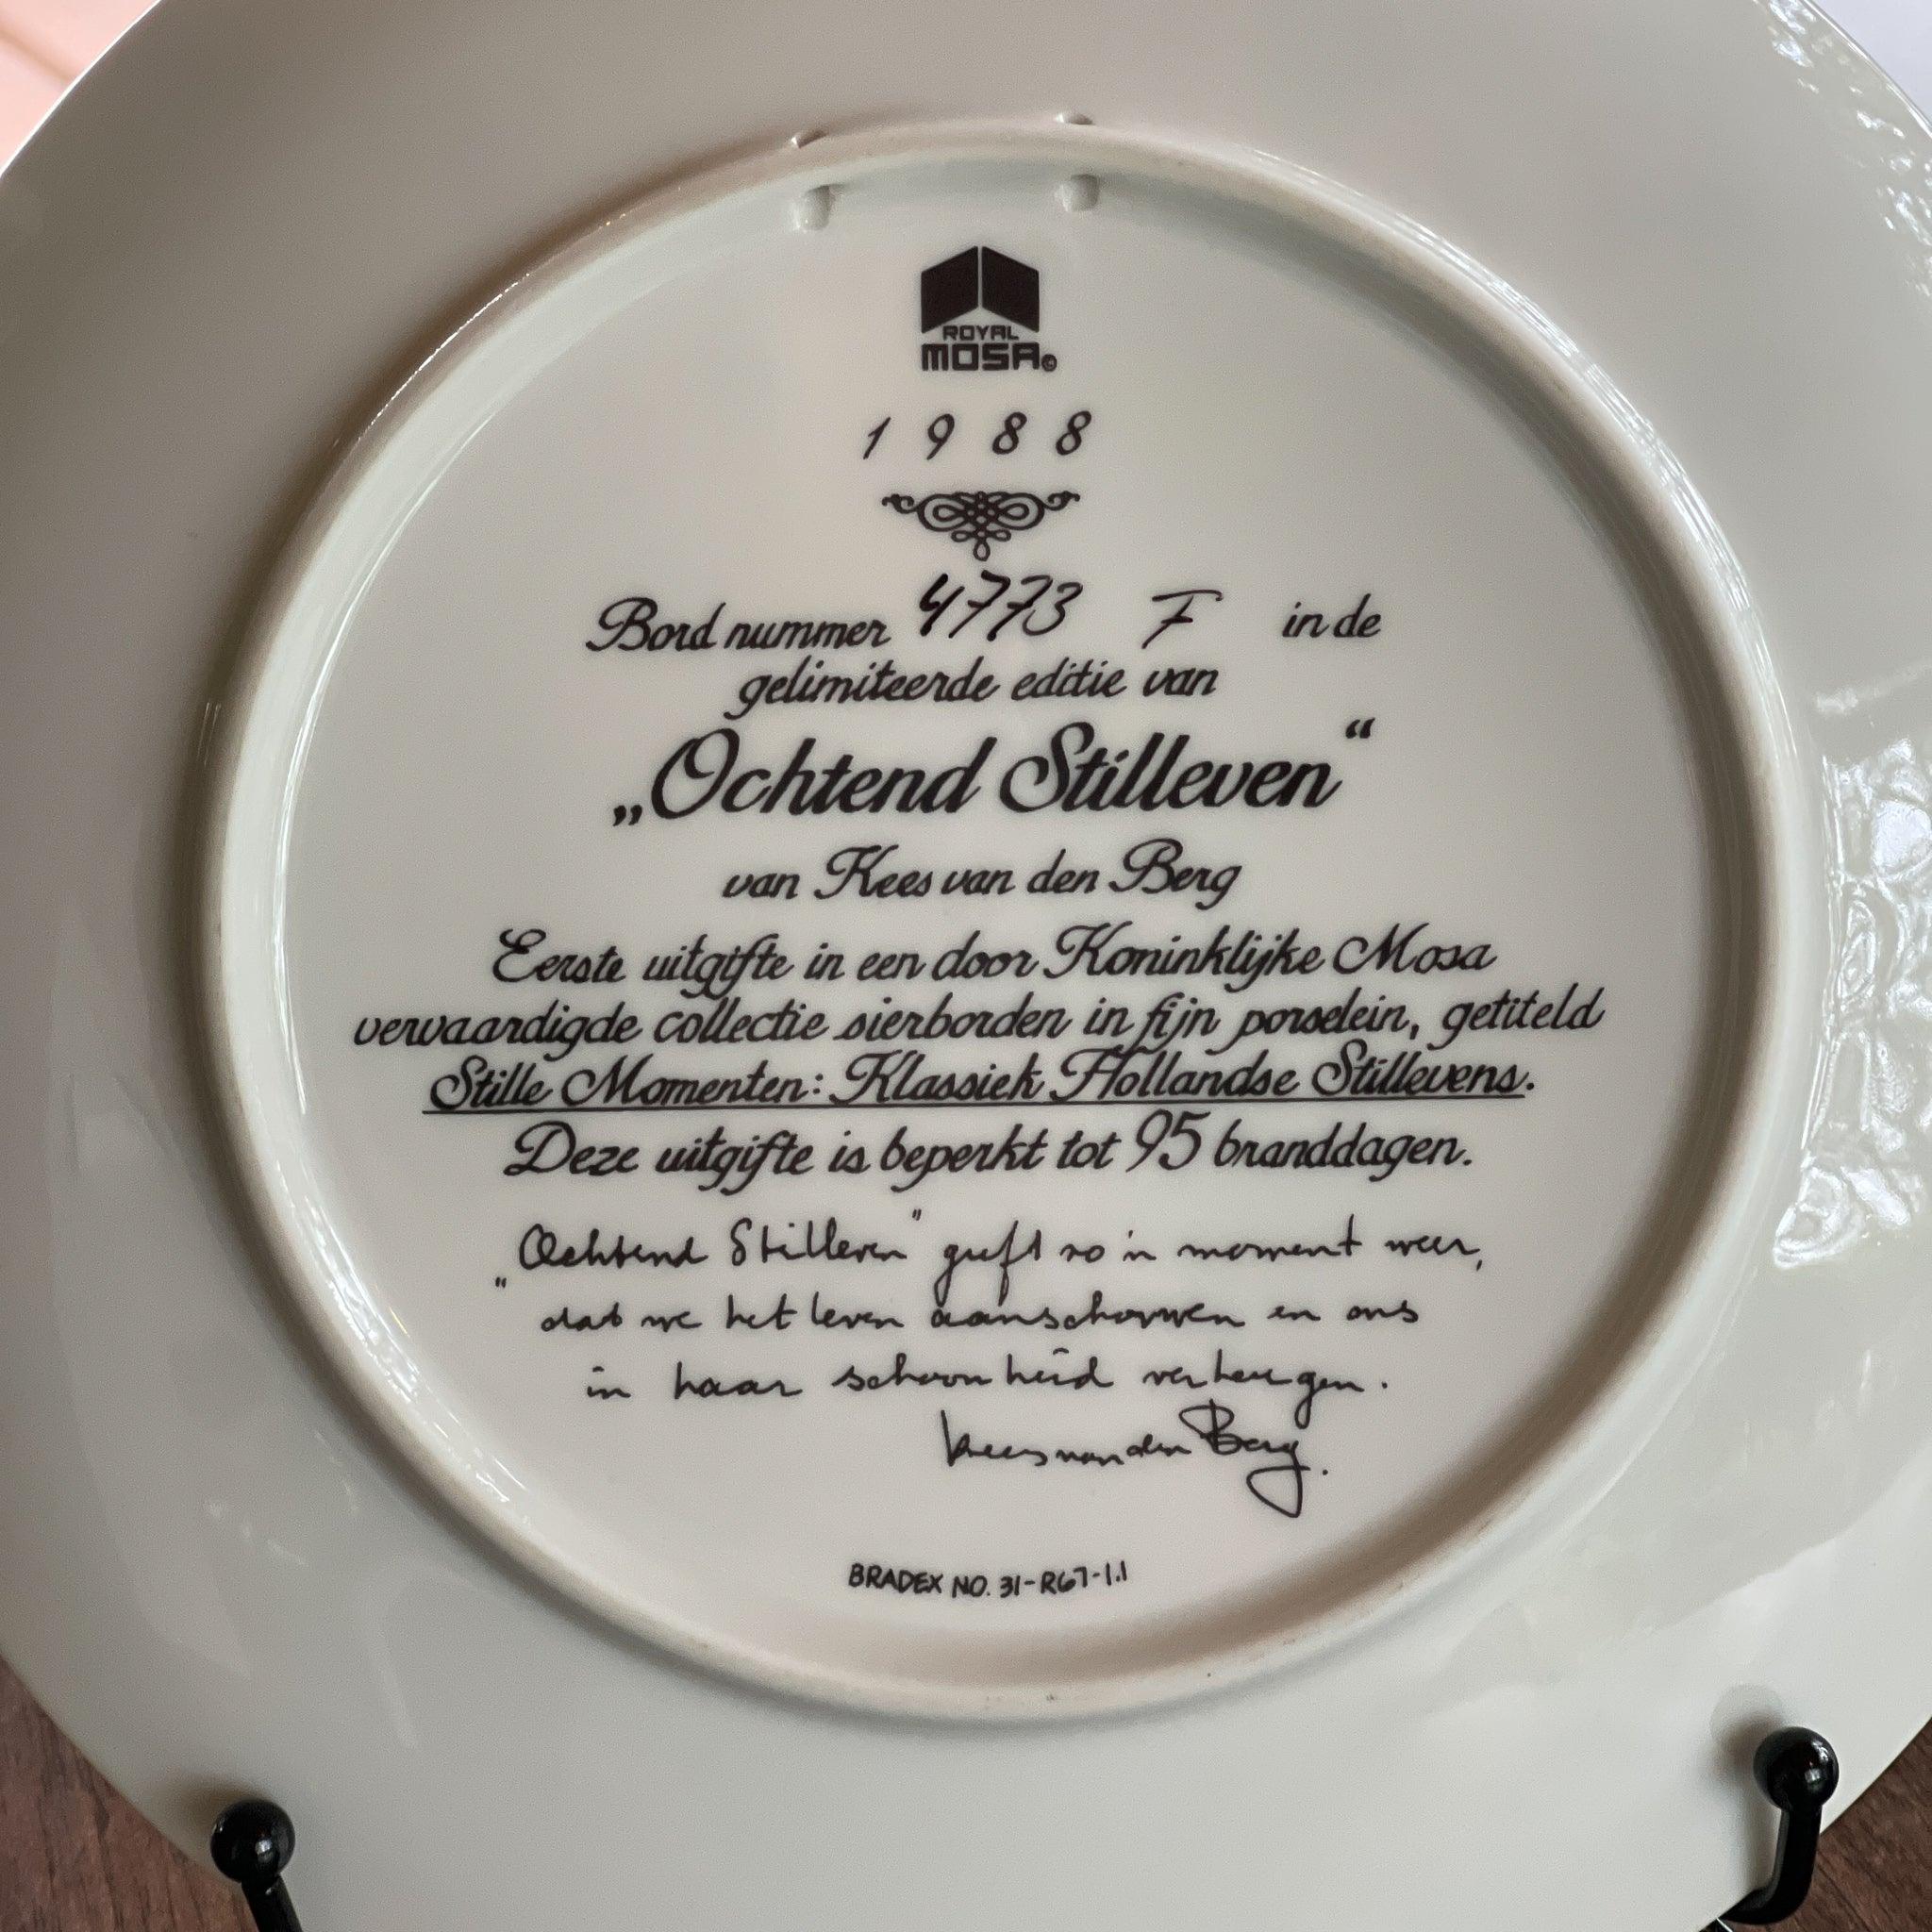 ROYAL
MOSA©
1988
Bord nummer 4773 F in de
gelimiteerde editie van
„Ochtend Stilleven“
van Kees van den Berg
Eerste uitgifte in een door Koninklijke Mosa
vervaardigde collectie sierborden in fijn porselein, getiteld
Stille Momenten: Klassiek Hollandse Stillevens.
Deze uitgifte is beperkt tot 95 branddagen.
„Ochtend Stilleven" geeft zo'n moment weer,
dat we het leven aanschouwen en ons
in haar schoonheid verheugen.
Kees van den Berg.
BRADEX NO. 31-R67-1.1